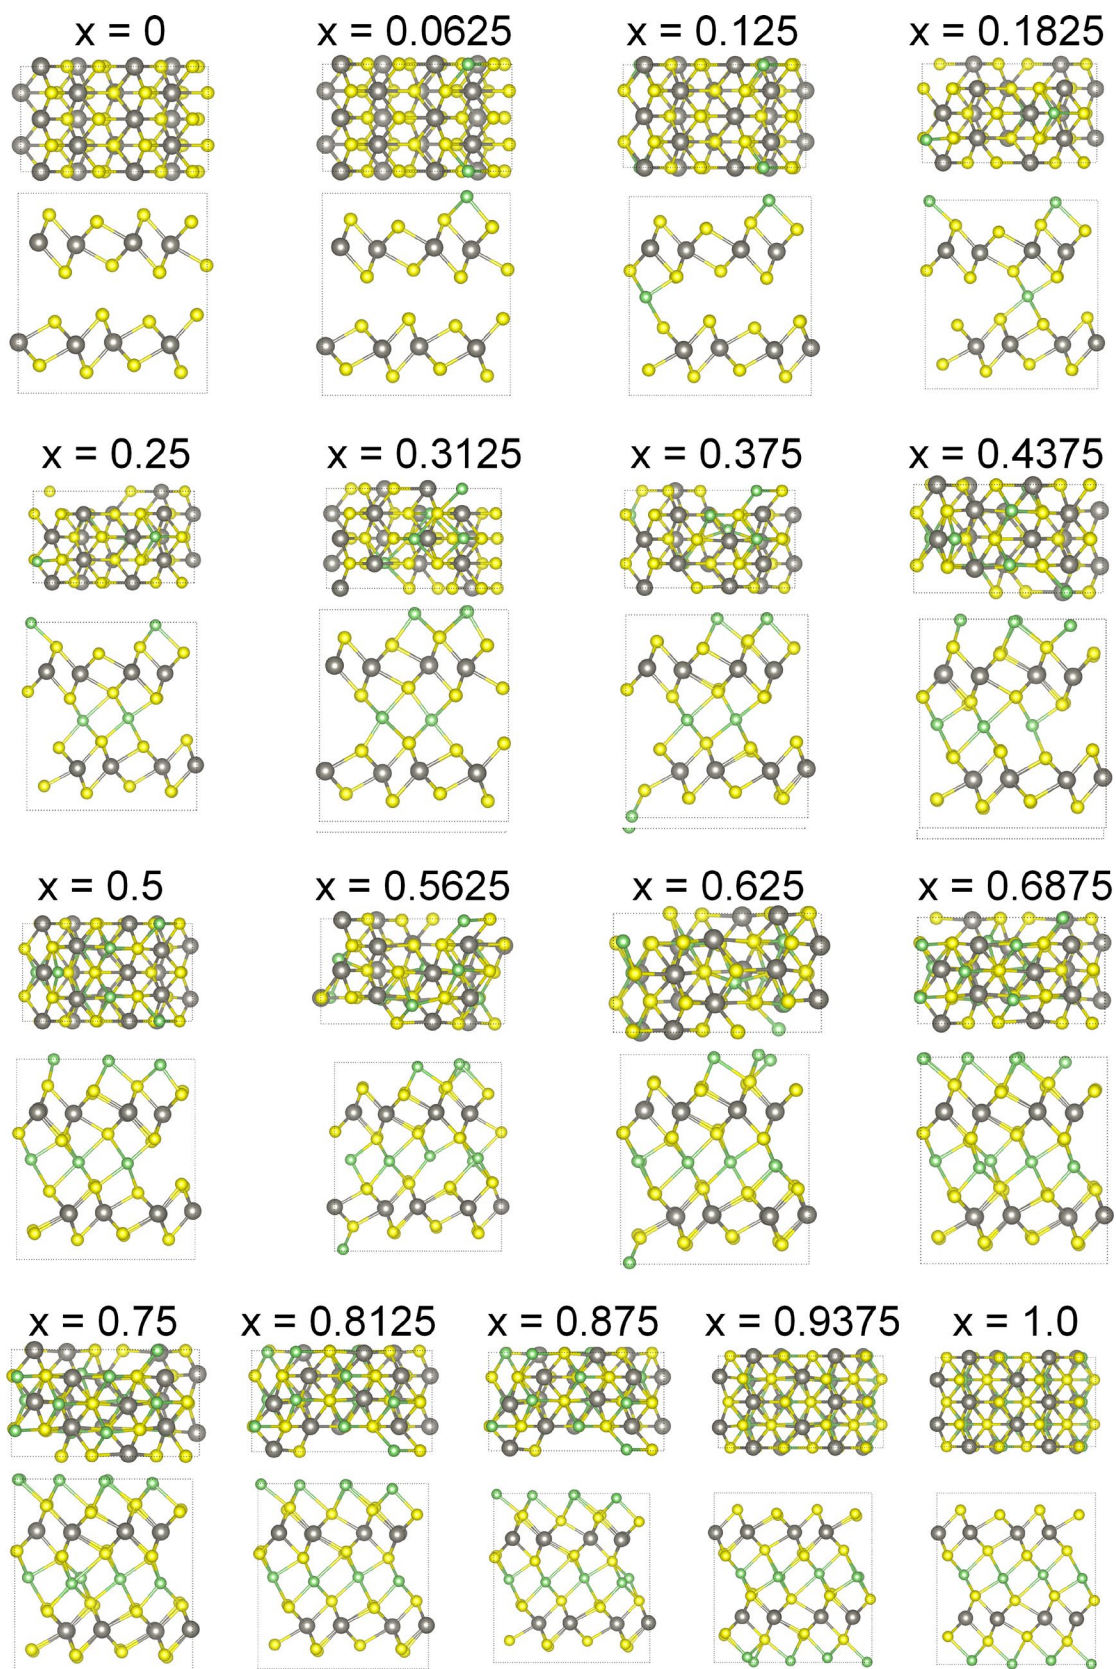 x = 0
x = 0.0625
x = 0.125
x = 0.1825
x = 0.25
x = 0.3125
x = 0.375
x = 0.4375
x = 0.5
x = 0.5625
x = 0.625
x = 0.6875
x = 0.75
x = 0.8125
x = 0.875
x = 0.9375
x = 1.0